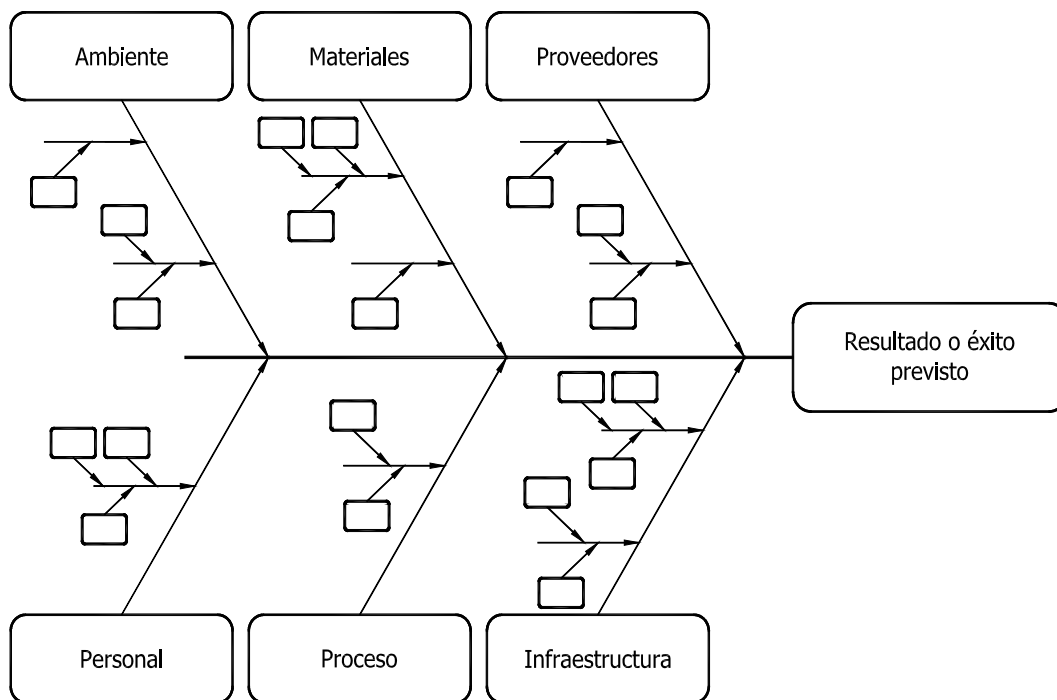 Ambiente
Materiales
Proveedores
Resultado o éxito
previsto
Personal
Proceso
Infraestructura